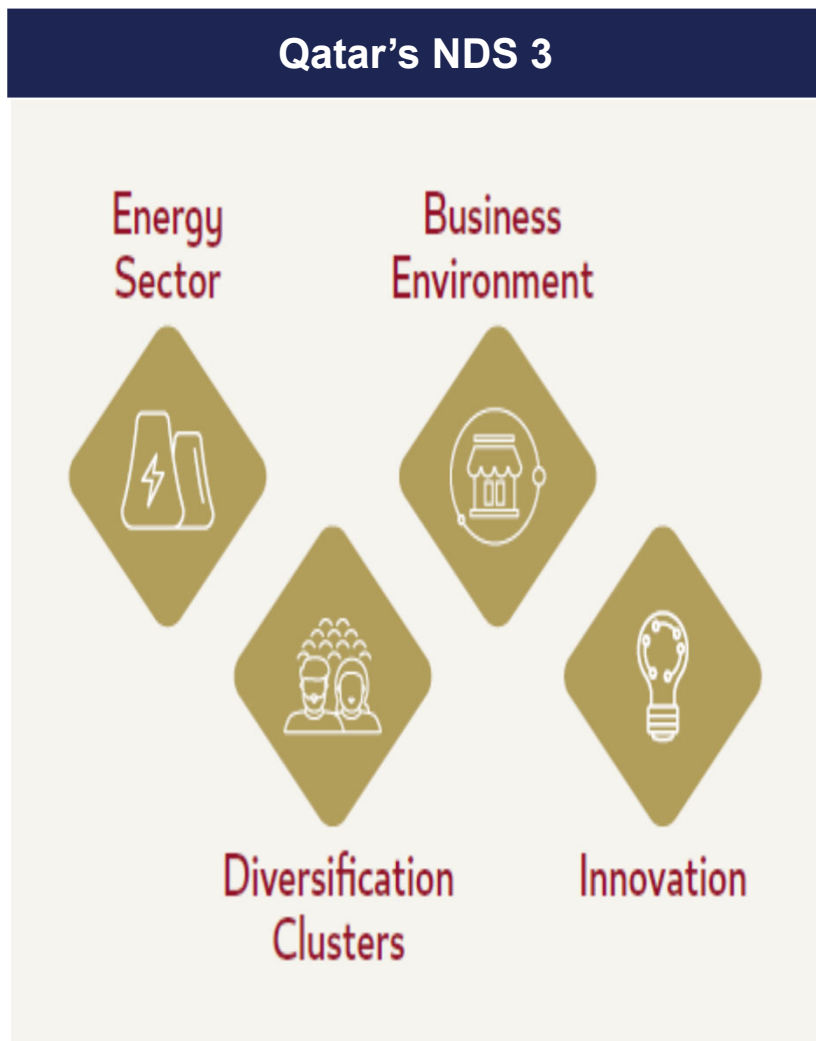 Qatar’s NDS 3
Energy
Sector
Business
Environment
Diversification
Clusters
Innovation